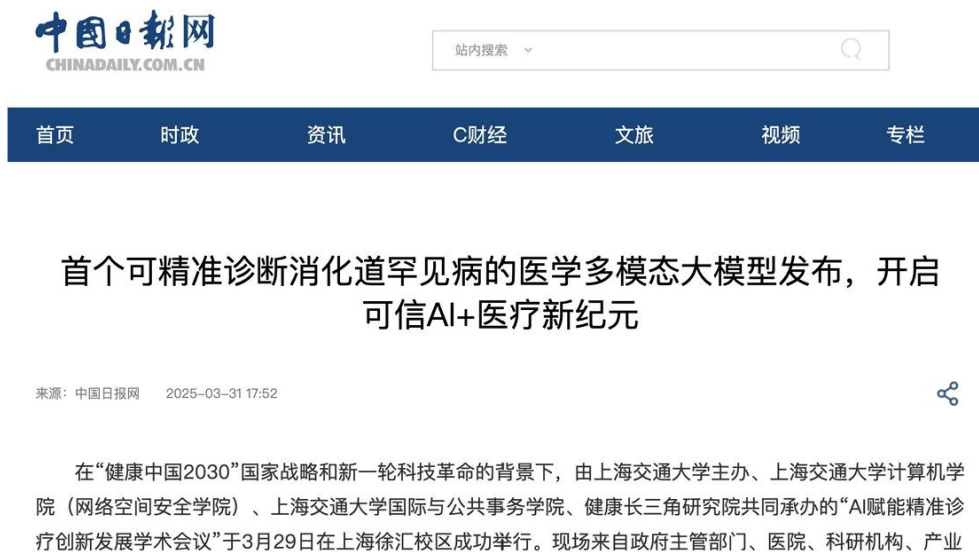 中国日报网
CHINADAILY.COM.CN
站内搜索
首页 时政 资讯 C财经 文旅 视频 专栏
首个可精准诊断消化道罕见病的医学多模态大模型发布，开启
可信AI+医疗新纪元
来源：中国日报网 2025-03-31 17:52
在“健康中国2030”国家战略和新一轮科技革命的背景下，由上海交通大学主办、上海交通大学计算机学
院（网络空间安全学院）、上海交通大学国际与公共事务学院、健康长三角研究院共同承办的“AI赋能精准诊
疗创新发展学术会议”于3月29日在上海徐汇校区成功举行。现场来自政府主管部门、医院、科研机构、产业